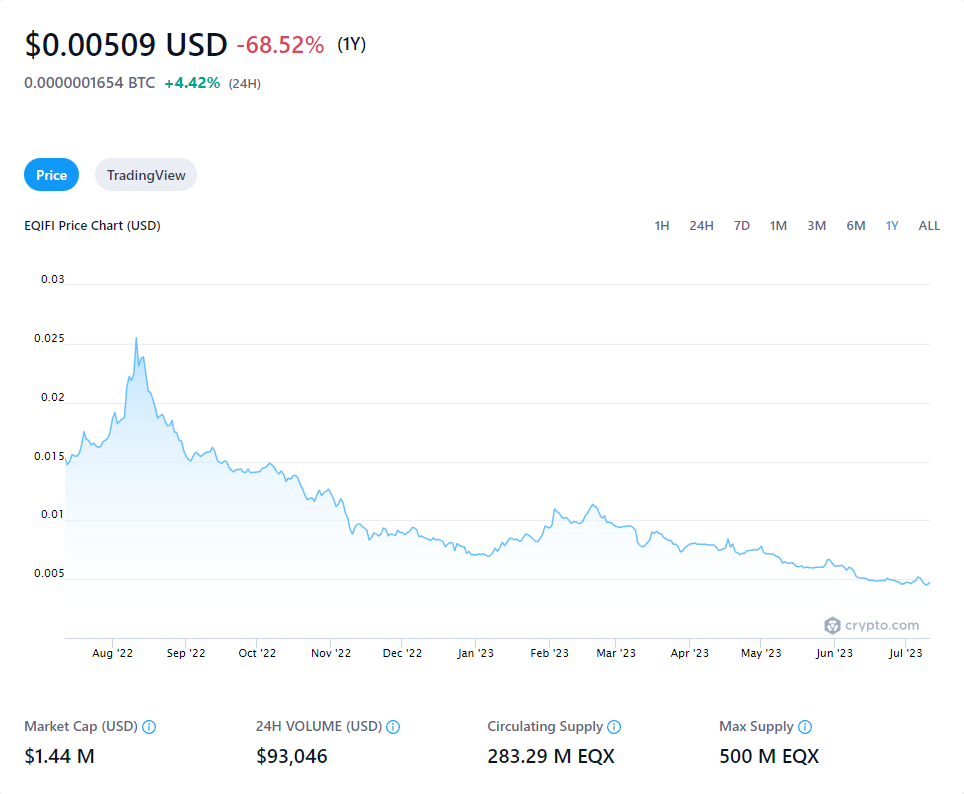 $0.00509 USD -68.52% (1Y)
0.0000001654 BTC +4.42% (24H)
Price TradingView
EQIFI Price Chart (USD) 1H 24H 7D 1M 3M 6M 1Y ALL
0.03
0.025
0.02
0.015
0.01
0.005
crypto.com
Aug '22 Sep '22 Oct '22 Nov '22 Dec '22 Jan '23 Feb '23 Mar '23 Apr '23 May '23 Jun '23 Jul '23
Market Cap (USD) 24H VOLUME (USD) Circulating Supply Max Supply
$1.44 M $93,046 283.29 M EQX 500 M EQX